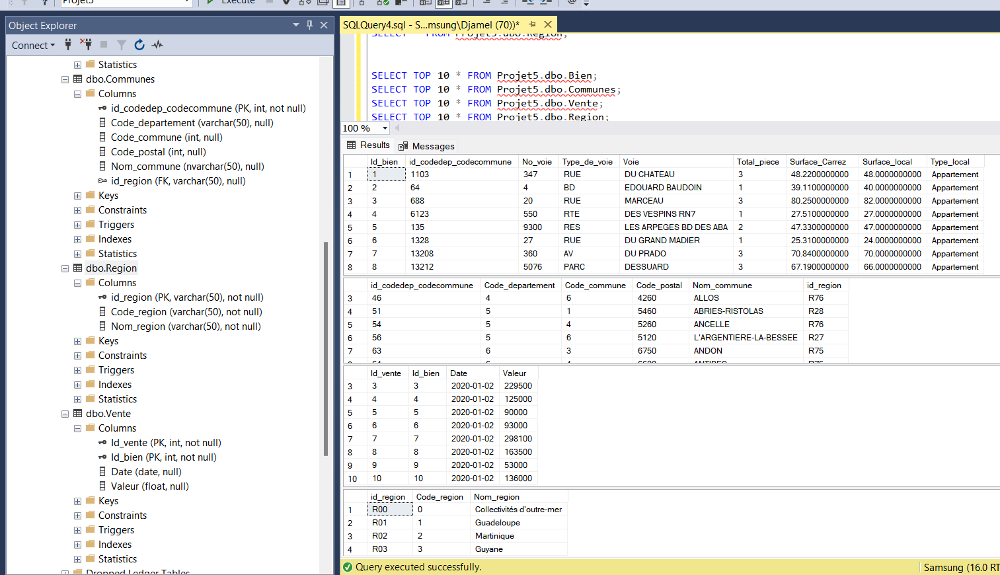 Projet5
Execute
Object Explorer
Connect
Statistics
dbo.Communes
Columns
id_codedep_codecommune (PK, int, not null)
Code_departement (varchar(50), null)
Code_commune (int, null)
Code_postal (int, null)
Nom_commune (nvarchar(50), null)
id_region (FK, varchar(50), null)
Keys
Constraints
Triggers
Indexes
Statistics
dbo.Region
Columns
id_region (PK, varchar(50), not null)
Code_region (varchar(50), not null)
Nom_region (varchar(50), not null)
Keys
Constraints
Triggers
Indexes
Statistics
dbo.Vente
Columns
Id_vente (PK, int, not null)
Id_bien (PK, int, not null)
Date (date, null)
Valeur (float, null)
Keys
Constraints
Triggers
Indexes
Statistics
Dropped Ledger Tables
SQLQuery4.sql - S...msung\Djamel (70))*
SELECT * FROM Projet5.dbo.Region;
SELECT TOP 10 * FROM Projet5.dbo.Bien;
SELECT TOP 10 * FROM Projet5.dbo.Communes;
SELECT TOP 10 * FROM Projet5.dbo.Vente;
SELECT TOP 10 * FROM Projet5.dbo.Region;
100 %
Results Messages
Id_bien id_codedep_codecommune No_voie Type_de_voie Voie Total_piece Surface_Carrez Surface_local Type_local
1 1 1103 347 RUE DU CHATEAU 3 48.2200000000 48.0000000000 Appartement
2 2 64 4 BD EDOUARD BAUDOIN 1 39.1100000000 40.0000000000 Appartement
3 3 688 20 RUE MARCEAU 3 80.2500000000 82.0000000000 Appartement
4 4 6123 550 RTE DES VESPINS RN7 1 27.5100000000 27.0000000000 Appartement
5 5 135 9300 RES LES ARPEGES BD DES ABA 2 47.3300000000 47.0000000000 Appartement
6 6 1328 27 RUE DU GRAND MADIER 1 25.3100000000 24.0000000000 Appartement
7 7 13208 360 AV DU PRADO 3 70.8400000000 70.0000000000 Appartement
8 8 13212 5076 PARC DESSUARD 3 67.1900000000 66.0000000000 Appartement
id_codedep_codecommune Code_departement Code_commune Code_postal Nom_commune id_region
3 46 4 6 4260 ALLOS R76
4 51 5 1 5460 ABRIES-RISTOLAS R28
5 54 5 4 5260 ANCELLE R76
6 56 5 6 5120 L'ARGENTIERE-LA-BESSEE R27
7 63 6 3 6750 ANDON R75
64 6 4 6600 ANTIBES R75
Id_vente Id_bien Date Valeur
3 3 3 2020-01-02 229500
4 4 4 2020-01-02 125000
5 5 5 2020-01-02 90000
6 6 6 2020-01-02 93000
7 7 7 2020-01-02 298100
8 8 8 2020-01-02 163500
9 9 9 2020-01-02 53000
10 10 10 2020-01-02 136000
id_region Code_region Nom_region
1 R00 0 Collectivités d'outre-mer
2 R01 1 Guadeloupe
3 R02 2 Martinique
4 R03 3 Guyane
Query executed successfully.
Samsung (16.0 RT